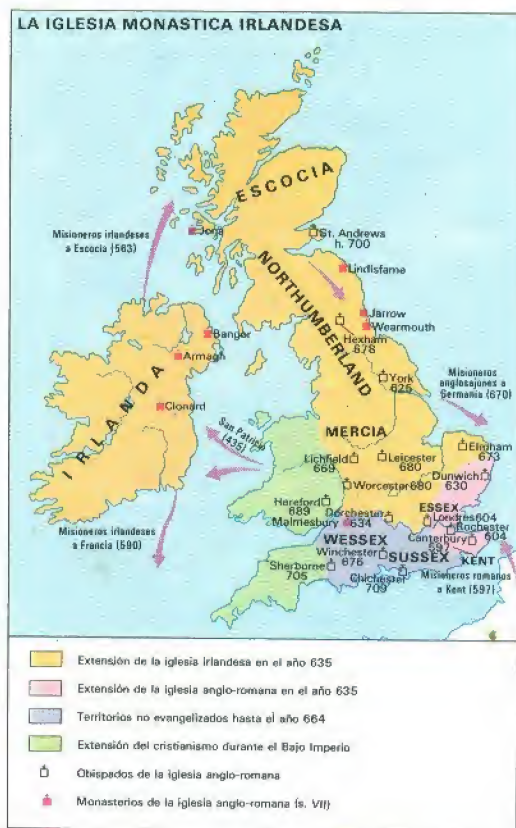 LA IGLESIA MONASTICA IRLANDESA
ESCOCIA
Misioneros irlandeses
a Escocia (563)
Jona
St. Andrews
h. 700
Lindisfarne
NORTHUMBERLAND
Jarrow
Wearmouth
Hexham
678
Bangor
Armagh
York
625
Misioneros
anglosajones a
Germania (670)
Clonard
IRLANDA
San Patricio
(435)
MERCIA
Elmham
673
Lichfield
669
Leicester
680
Dunwich
630
Worcester 680
Hereford
689
ESSEX
Dorchester
634
Londres 604
Rochester
604
Malmesbury
Misioneros irlandeses
a Francia (590)
WESSEX
Canterbury
597
KENT
Winchester
676
SUSSEX
Misioneros romanos
a Kent (597)
Sherborne
705
Chichester
709
Extensión de la iglesia irlandesa en el año 635
Extensión de la iglesia anglo-romana en el año 635
Territorios no evangelizados hasta el año 664
Extensión del cristianismo durante el Bajo Imperio
Obispados de la iglesia anglo-romana
Monasterios de la iglesia anglo-romana (s. VII)